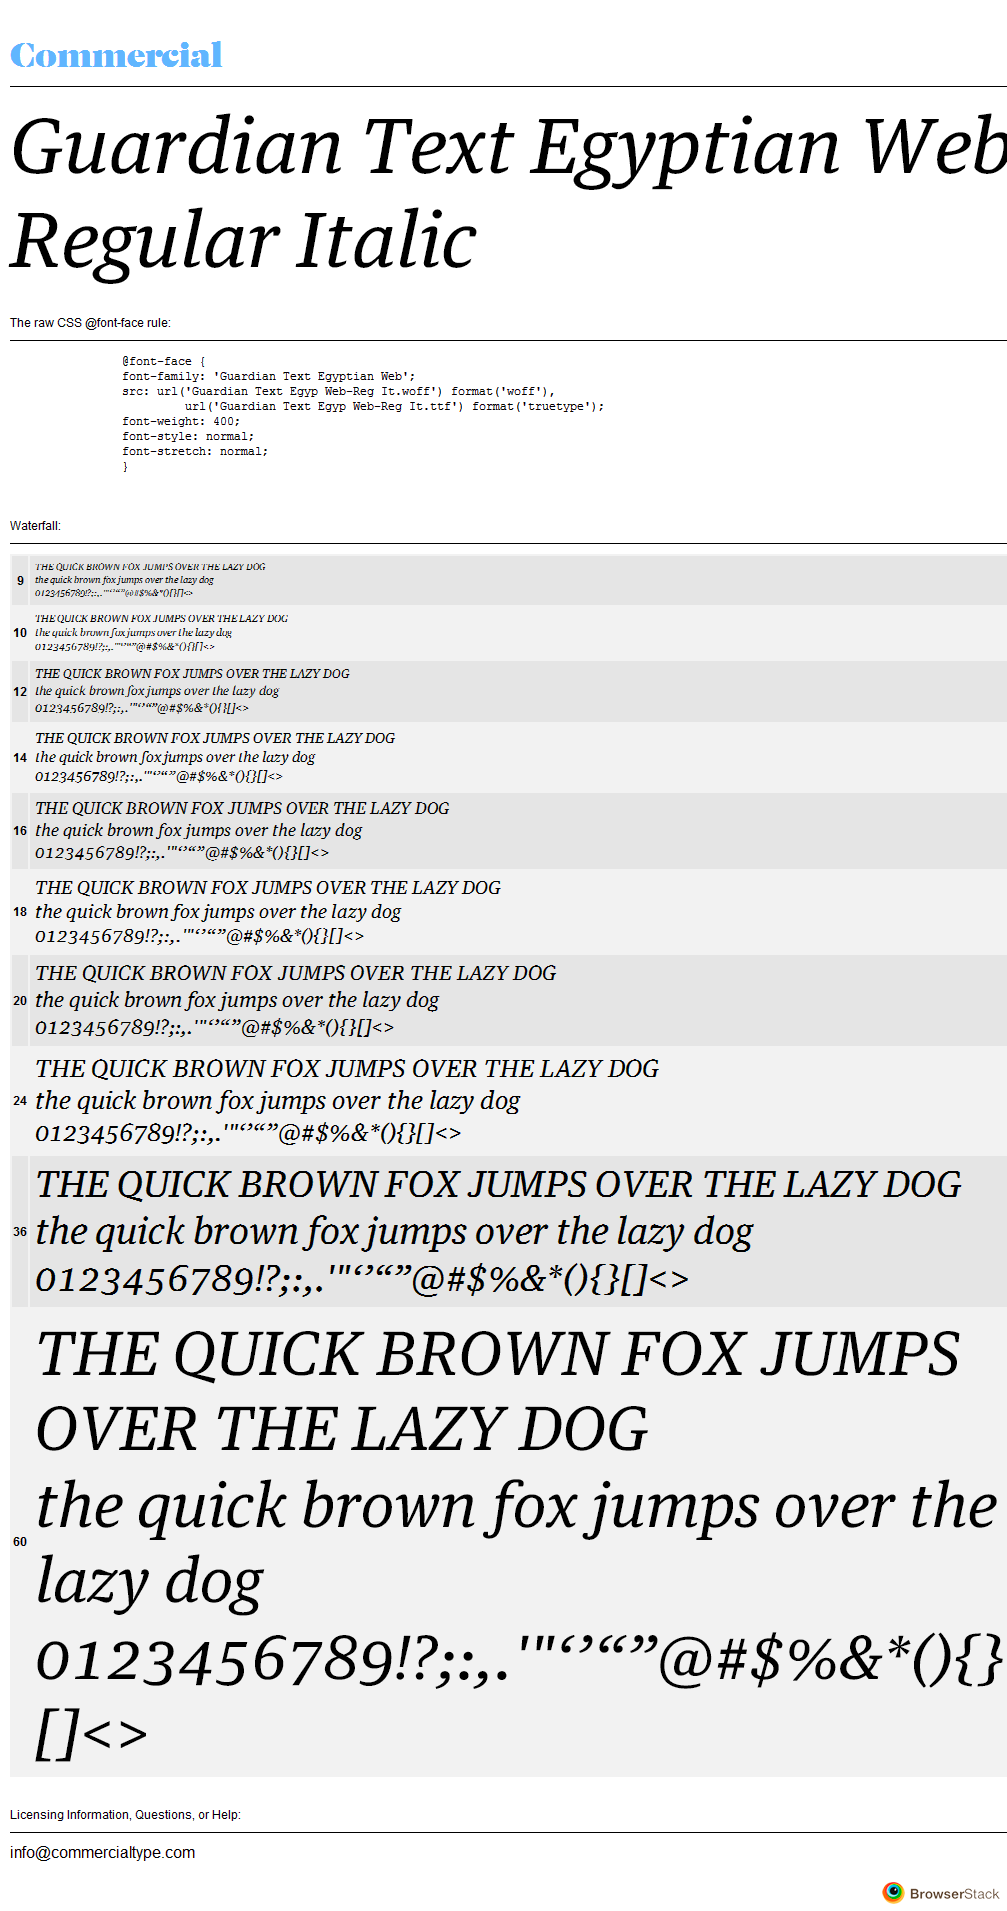 Commercial
Guardian Text Egyptian Web
Regular Italic
The raw CSS @font-face rule:
@font-face {
font-family: 'Guardian Text Egyptian Web';
src: url('Guardian Text Egyp Web-Reg It.woff') format('woff'),
url('Guardian Text Egyp Web-Reg It.ttf') format('truetype');
font-weight: 400;
font-style: normal;
font-stretch: normal;
}
Waterfall:
THE QUICK BROWN FOX JUMPS OVER THE LAZY DOG
9 the quick brown fox jumps over the lazy dog
0123456789!?;:,.'"‘’“”@#$%&*(){}[]<>
THE QUICK BROWN FOX JUMPS OVER THE LAZY DOG
10 the quick brown fox jumps over the lazy dog
0123456789!?;:,.'"‘’“”@#$%&*(){}[]<>
THE QUICK BROWN FOX JUMPS OVER THE LAZY DOG
12 the quick brown fox jumps over the lazy dog
0123456789!?;:,.'"‘’“”@#$%&*(){}[]<>
THE QUICK BROWN FOX JUMPS OVER THE LAZY DOG
14 the quick brown fox jumps over the lazy dog
0123456789!?;:,.'"‘’“”@#$%&*(){}[]<>
THE QUICK BROWN FOX JUMPS OVER THE LAZY DOG
16 the quick brown fox jumps over the lazy dog
0123456789!?;:,.'"‘’“”@#$%&*(){}[]<>
THE QUICK BROWN FOX JUMPS OVER THE LAZY DOG
18 the quick brown fox jumps over the lazy dog
0123456789!?;:,.'"‘’“”@#$%&*(){}[]<>
THE QUICK BROWN FOX JUMPS OVER THE LAZY DOG
20 the quick brown fox jumps over the lazy dog
0123456789!?;:,.'"‘’“”@#$%&*(){}[]<>
THE QUICK BROWN FOX JUMPS OVER THE LAZY DOG
24 the quick brown fox jumps over the lazy dog
0123456789!?;:,.'"‘’“”@#$%&*(){}[]<>
THE QUICK BROWN FOX JUMPS OVER THE LAZY DOG
36 the quick brown fox jumps over the lazy dog
0123456789!?;:,.'"‘’“”@#$%&*(){}[]<>
THE QUICK BROWN FOX JUMPS
OVER THE LAZY DOG
the quick brown fox jumps over the
60
lazy dog
0123456789!?;:,.'"‘’“”@#$%&*(){}
[]<>
Licensing Information, Questions, or Help:
info@commercialtype.com
BrowserStack